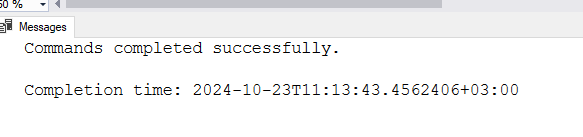 Messages
Commands completed successfully.
Completion time: 2024-10-23T11:13:43.4562406+03:00